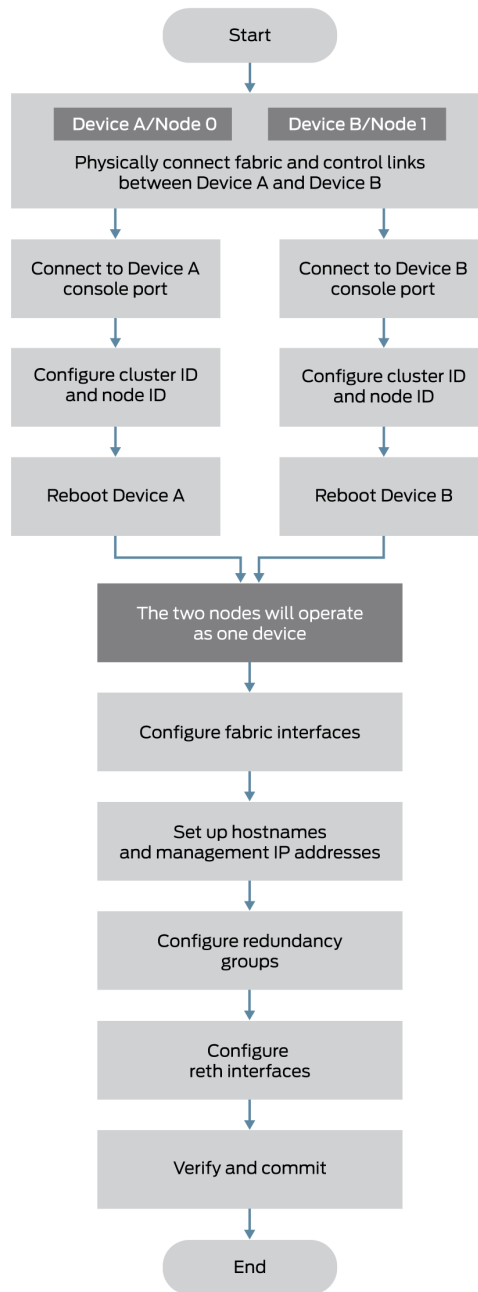 Start
Device A/Node 0
Device B/Node 1
Physically connect fabric and control links
between Device A and Device B
Connect to Device A
console port
Connect to Device B
console port
Configure cluster ID
and node ID
Configure cluster ID
and node ID
Reboot Device A
Reboot Device B
The two nodes will operate
as one device
Configure fabric interfaces
Set up hostnames
and management IP addresses
Configure redundancy
groups
Configure
reth interfaces
Verify and commit
End